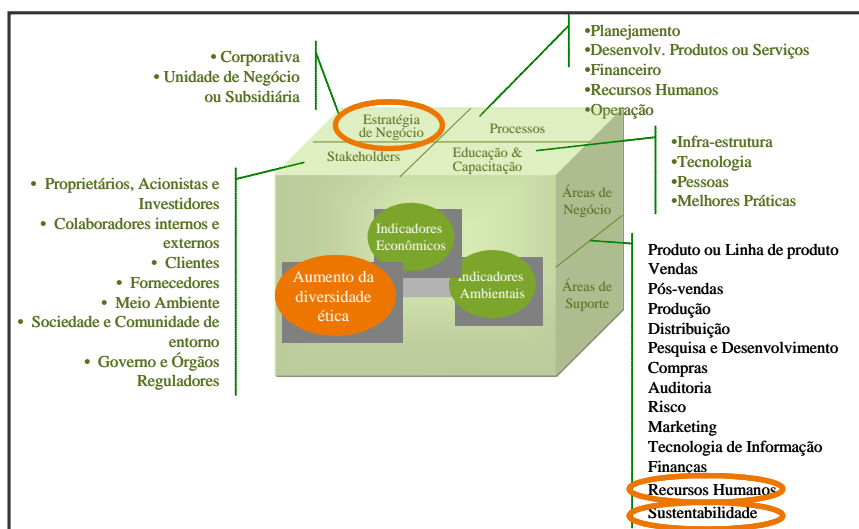 • Corporativa
• Unidade de Negócio
ou Subsidiária
•Planejamento
•Desenvolv. Produtos ou Serviços
•Financeiro
•Recursos Humanos
•Operação
Estratégia
de Negócio
Processos
Stakeholders
Educação &
Capacitação
•Infra-estrutura
•Tecnologia
•Pessoas
•Melhores Práticas
• Proprietários, Acionistas e
Investidores
• Colaboradores internos e
externos
• Clientes
• Fornecedores
• Meio Ambiente
• Sociedade e Comunidade de
entorno
• Governo e Órgãos
Reguladores
Indicadores
Econômicos
Aumento da
diversidade
ética
Indicadores
Ambientais
Áreas de
Negócio
Áreas de
Suporte
Produto ou Linha de produto
Vendas
Pós-vendas
Produção
Distribuição
Pesquisa e Desenvolvimento
Compras
Auditoria
Risco
Marketing
Tecnologia de Informação
Finanças
Recursos Humanos
Sustentabilidade